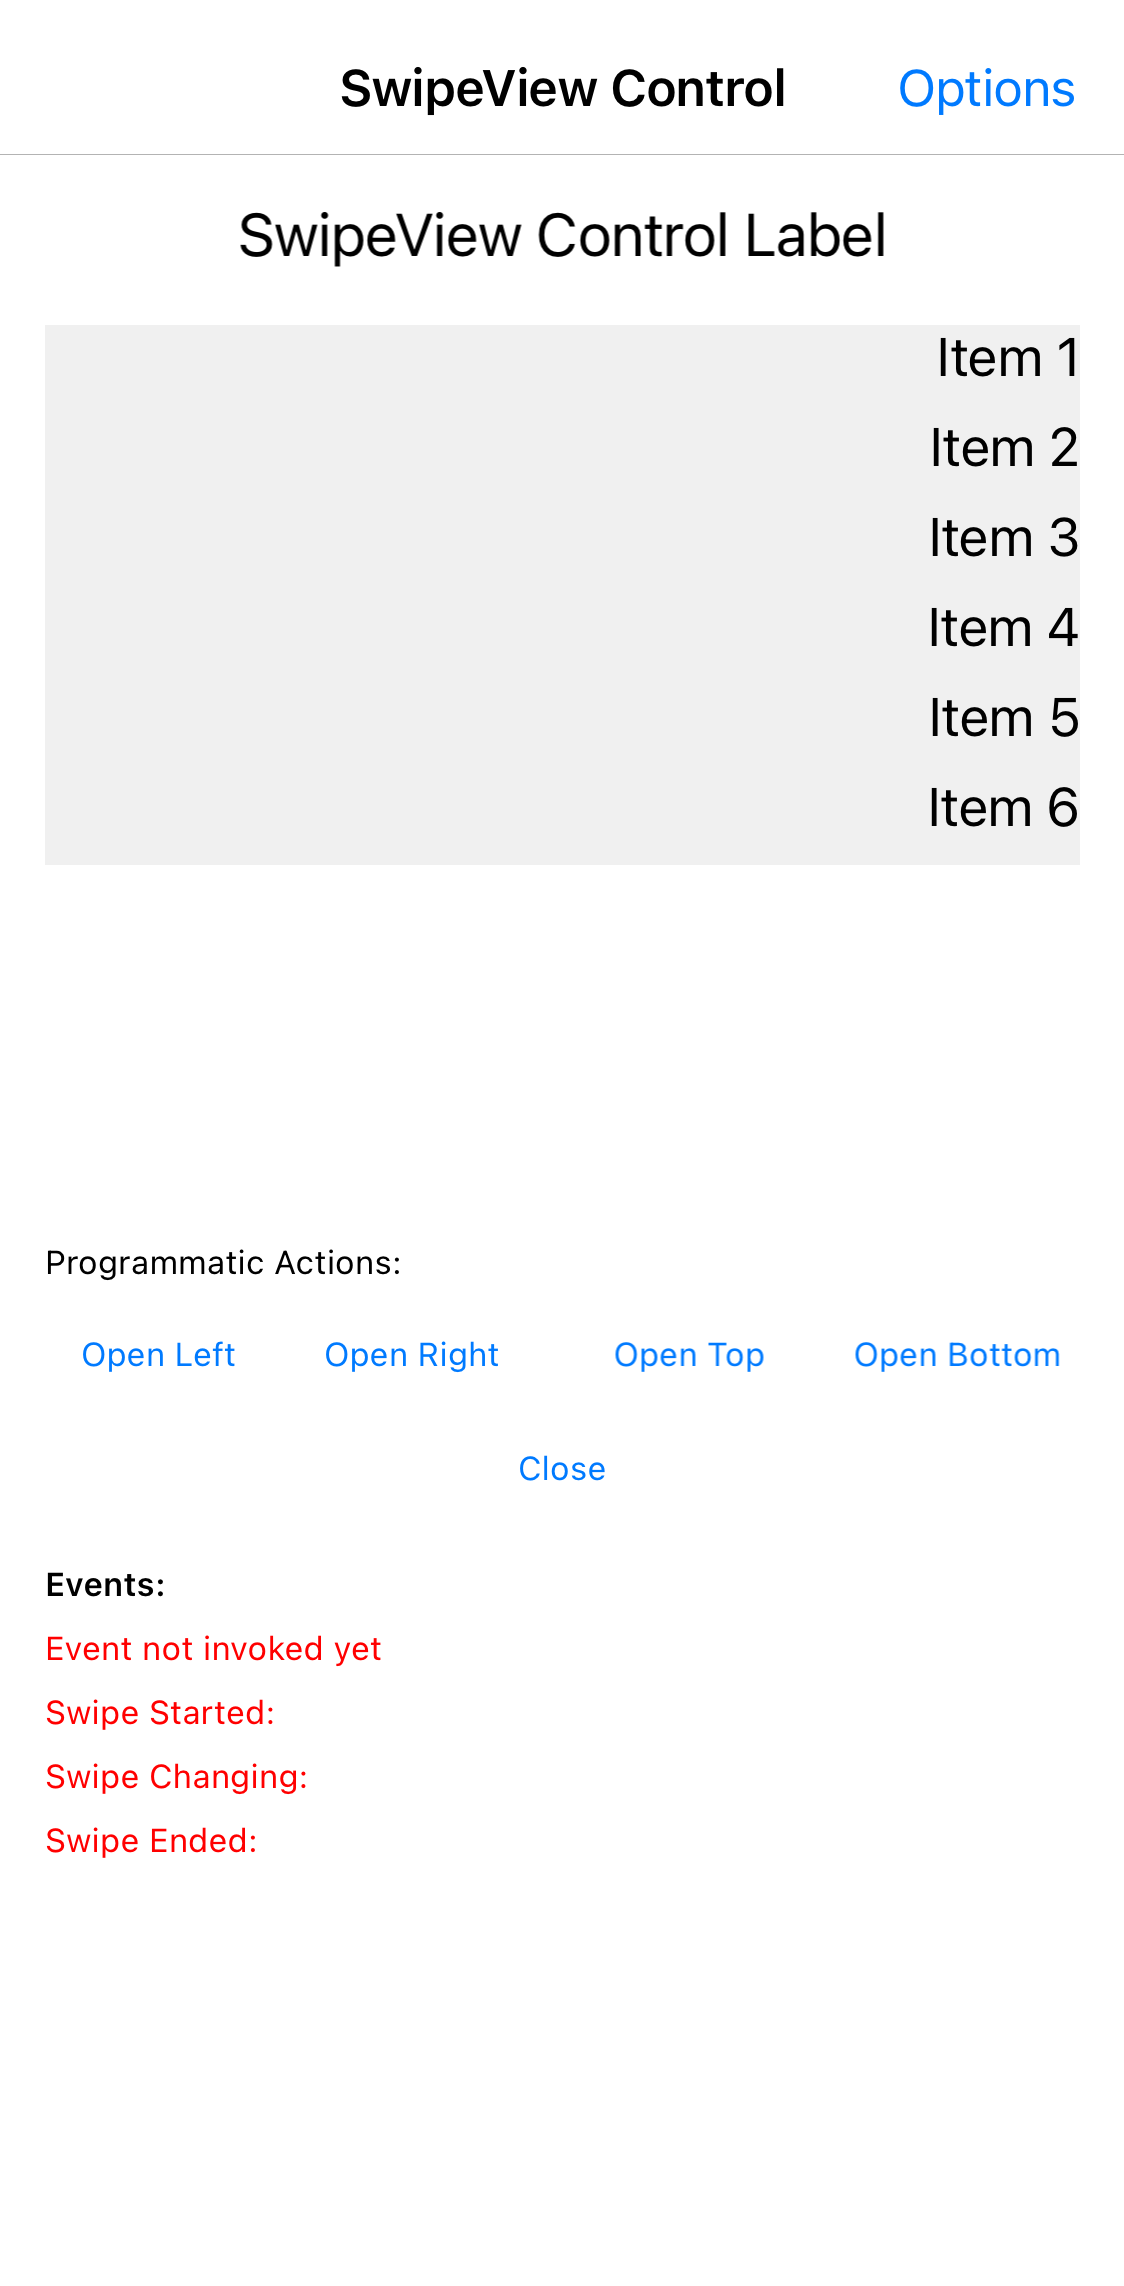 SwipeView Control Options
SwipeView Control Label
Item 1
Item 2
Item 3
Item 4
Item 5
Item 6
Programmatic Actions:
Open Left Open Right Open Top Open Bottom
Close
Events:
Event not invoked yet
Swipe Started:
Swipe Changing:
Swipe Ended: